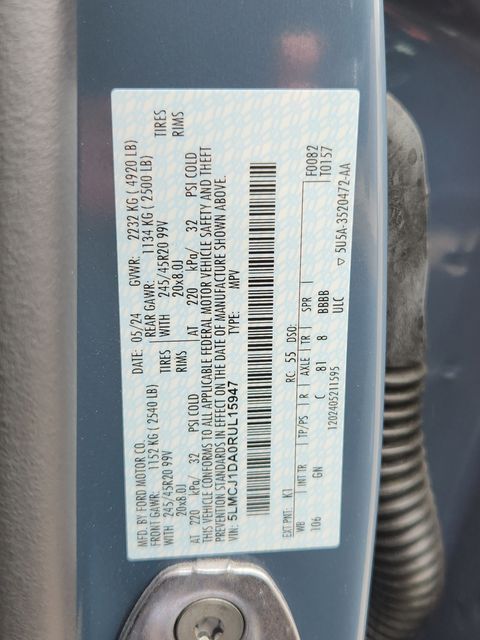 MFD. BY FORD MOTOR CO.
DATE: 05/24 GVWR: 2232 KG ( 4920 LB)
FRONT GAWR: 1152 KG ( 2540 LB) REAR GAWR: 1134 KG ( 2500 LB)
WITH 245/45R20 99V TIRES WITH 245/45R20 99V TIRES
20x8.0J RIMS 20x8.0J RIMS
AT 220 kPa/ 32 PSI COLD AT 220 kPa/ 32 PSI COLD
THIS VEHICLE CONFORMS TO ALL APPLICABLE FEDERAL MOTOR VEHICLE SAFETY AND THEFT
PREVENTION STANDARDS IN EFFECT ON THE DATE OF MANUFACTURE SHOWN ABOVE.
VIN: 5LMCJ1DA0RUL15947 TYPE: MPV
F0082
T0157
EXT.PNT: K1 RC: 55 DSO:
WB INT TR TP/PS R AXLE TR SPR
106 GN C 81 8 BBBB
ULC
1202405211595
▽ 5U5A-3520472-AA